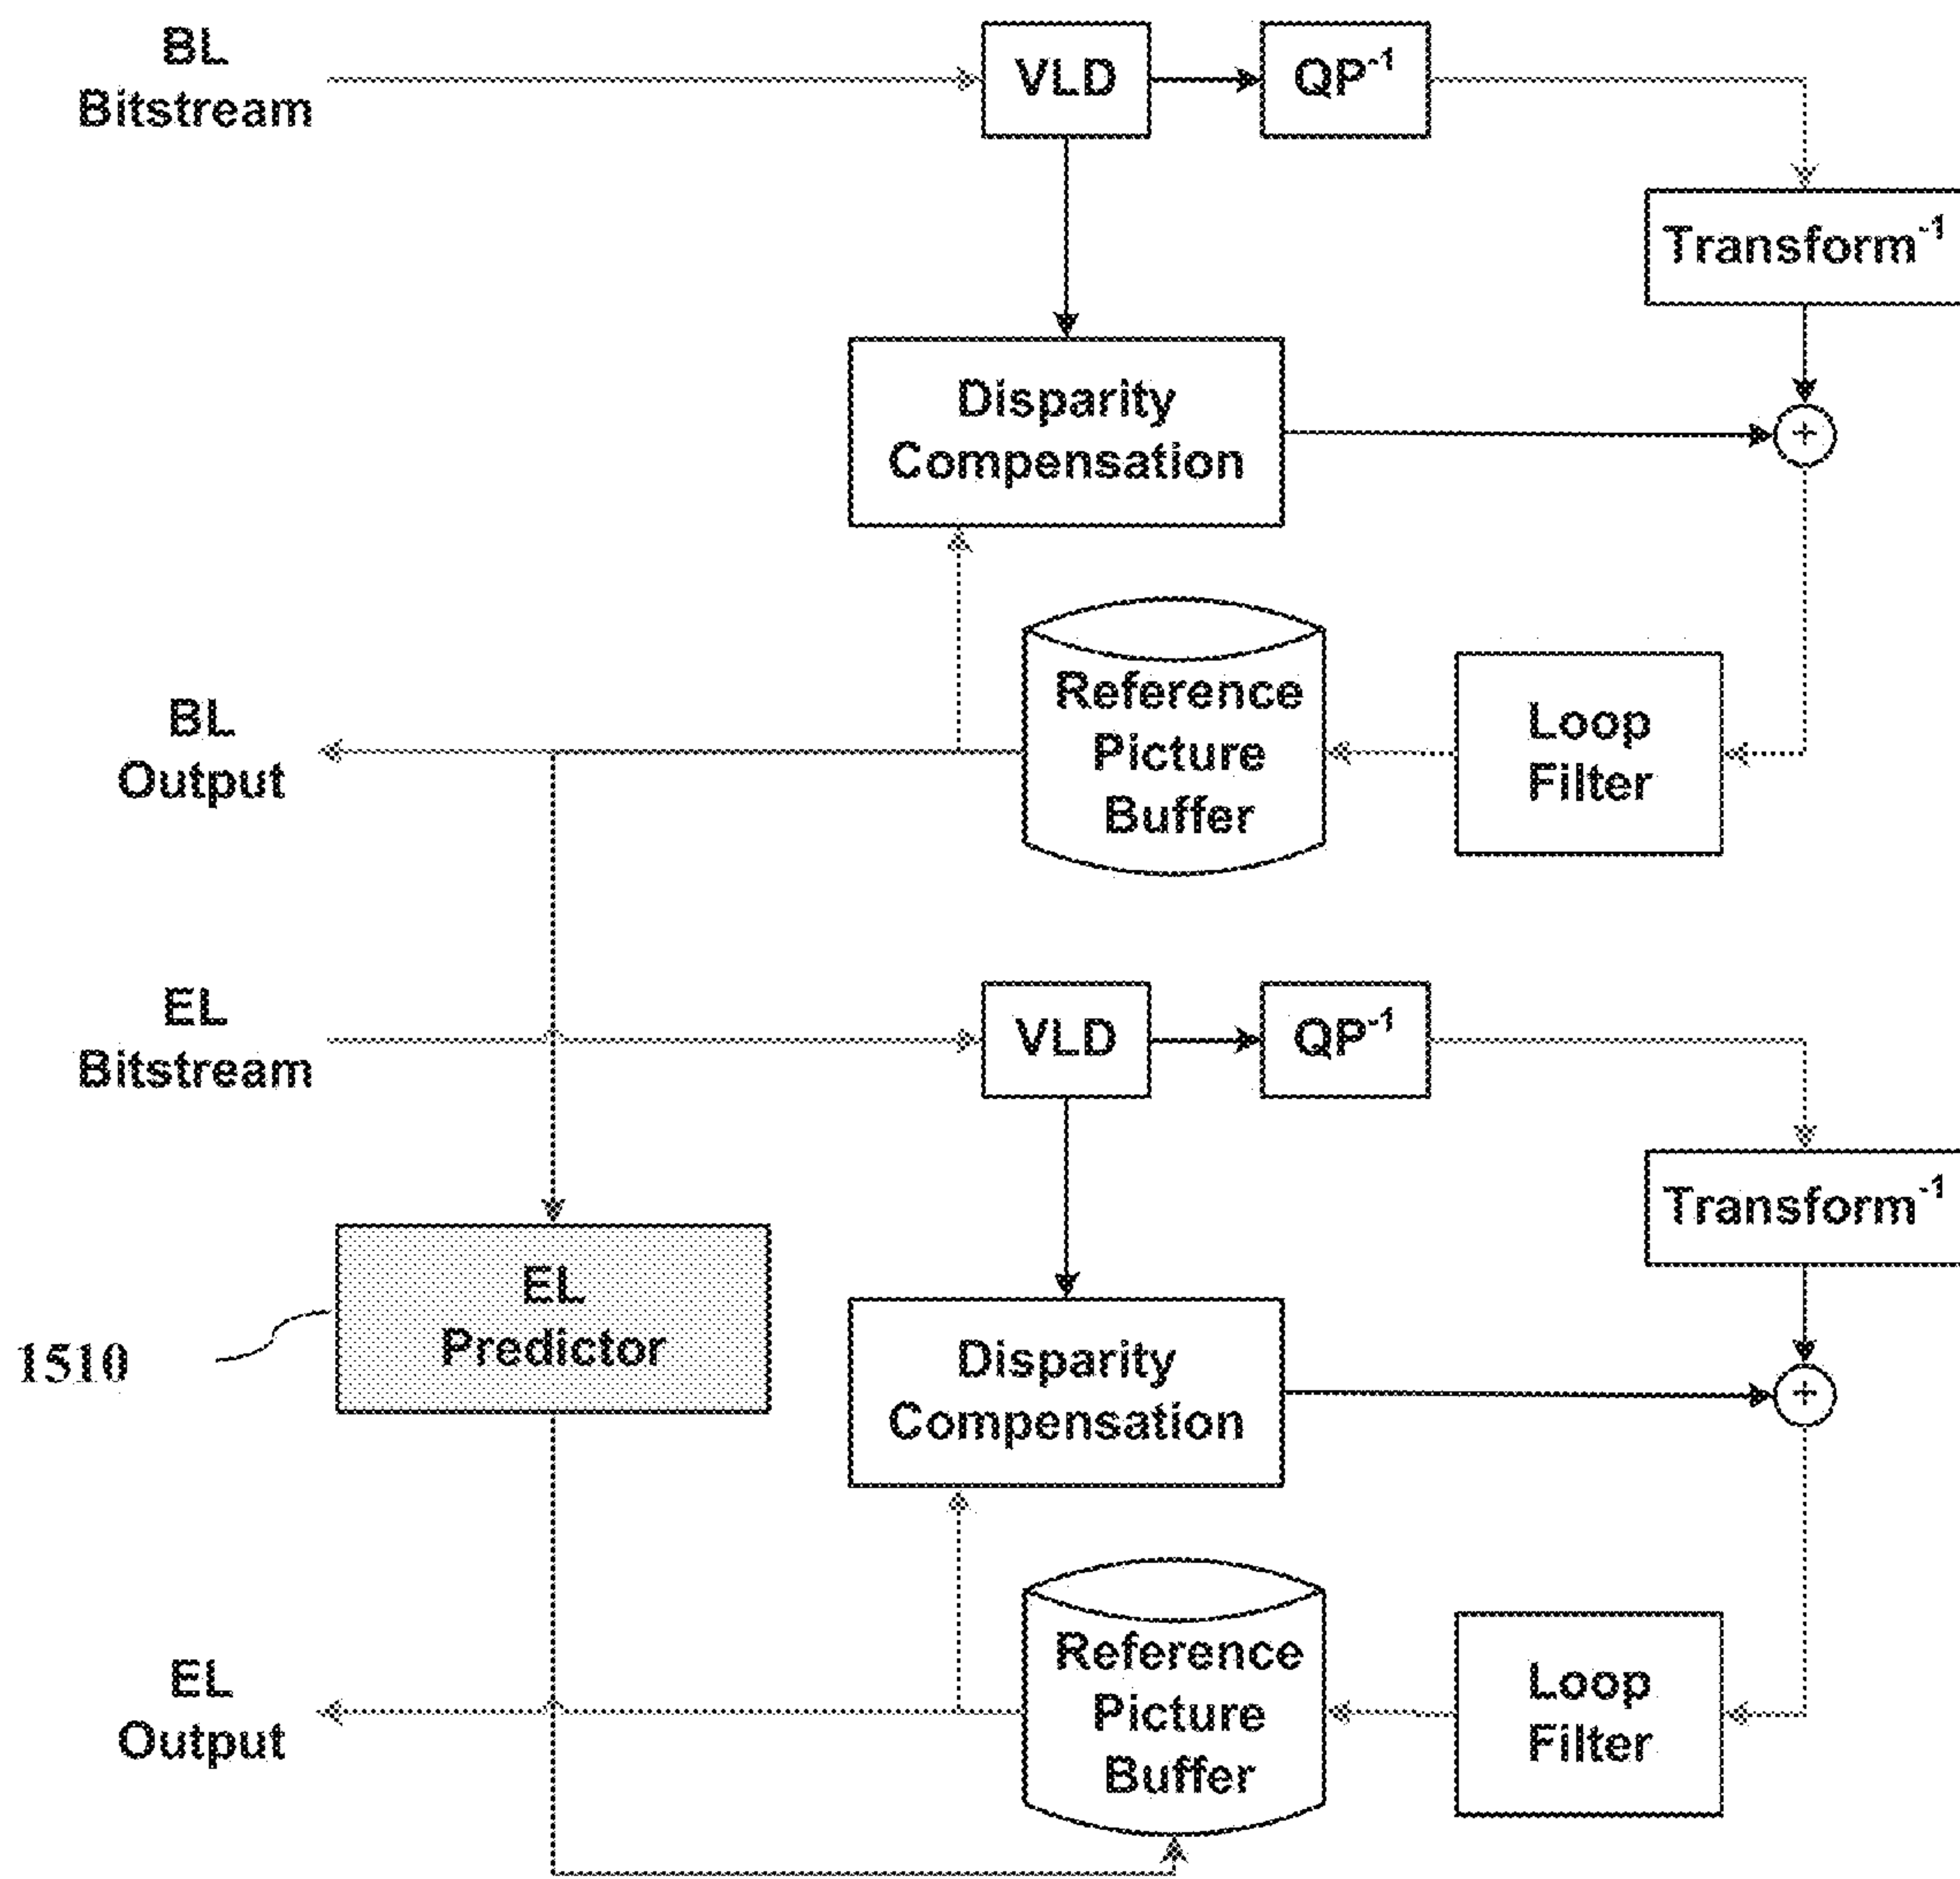 BL
Bitstream
VLD
QP⁻¹
Transform⁻¹
Disparity
Compensation
+
BL
Output
Reference
Picture
Buffer
Loop
Filter
EL
Bitstream
VLD
QP⁻¹
Transform⁻¹
EL
Predictor
1510
Disparity
Compensation
+
EL
Output
Reference
Picture
Buffer
Loop
Filter